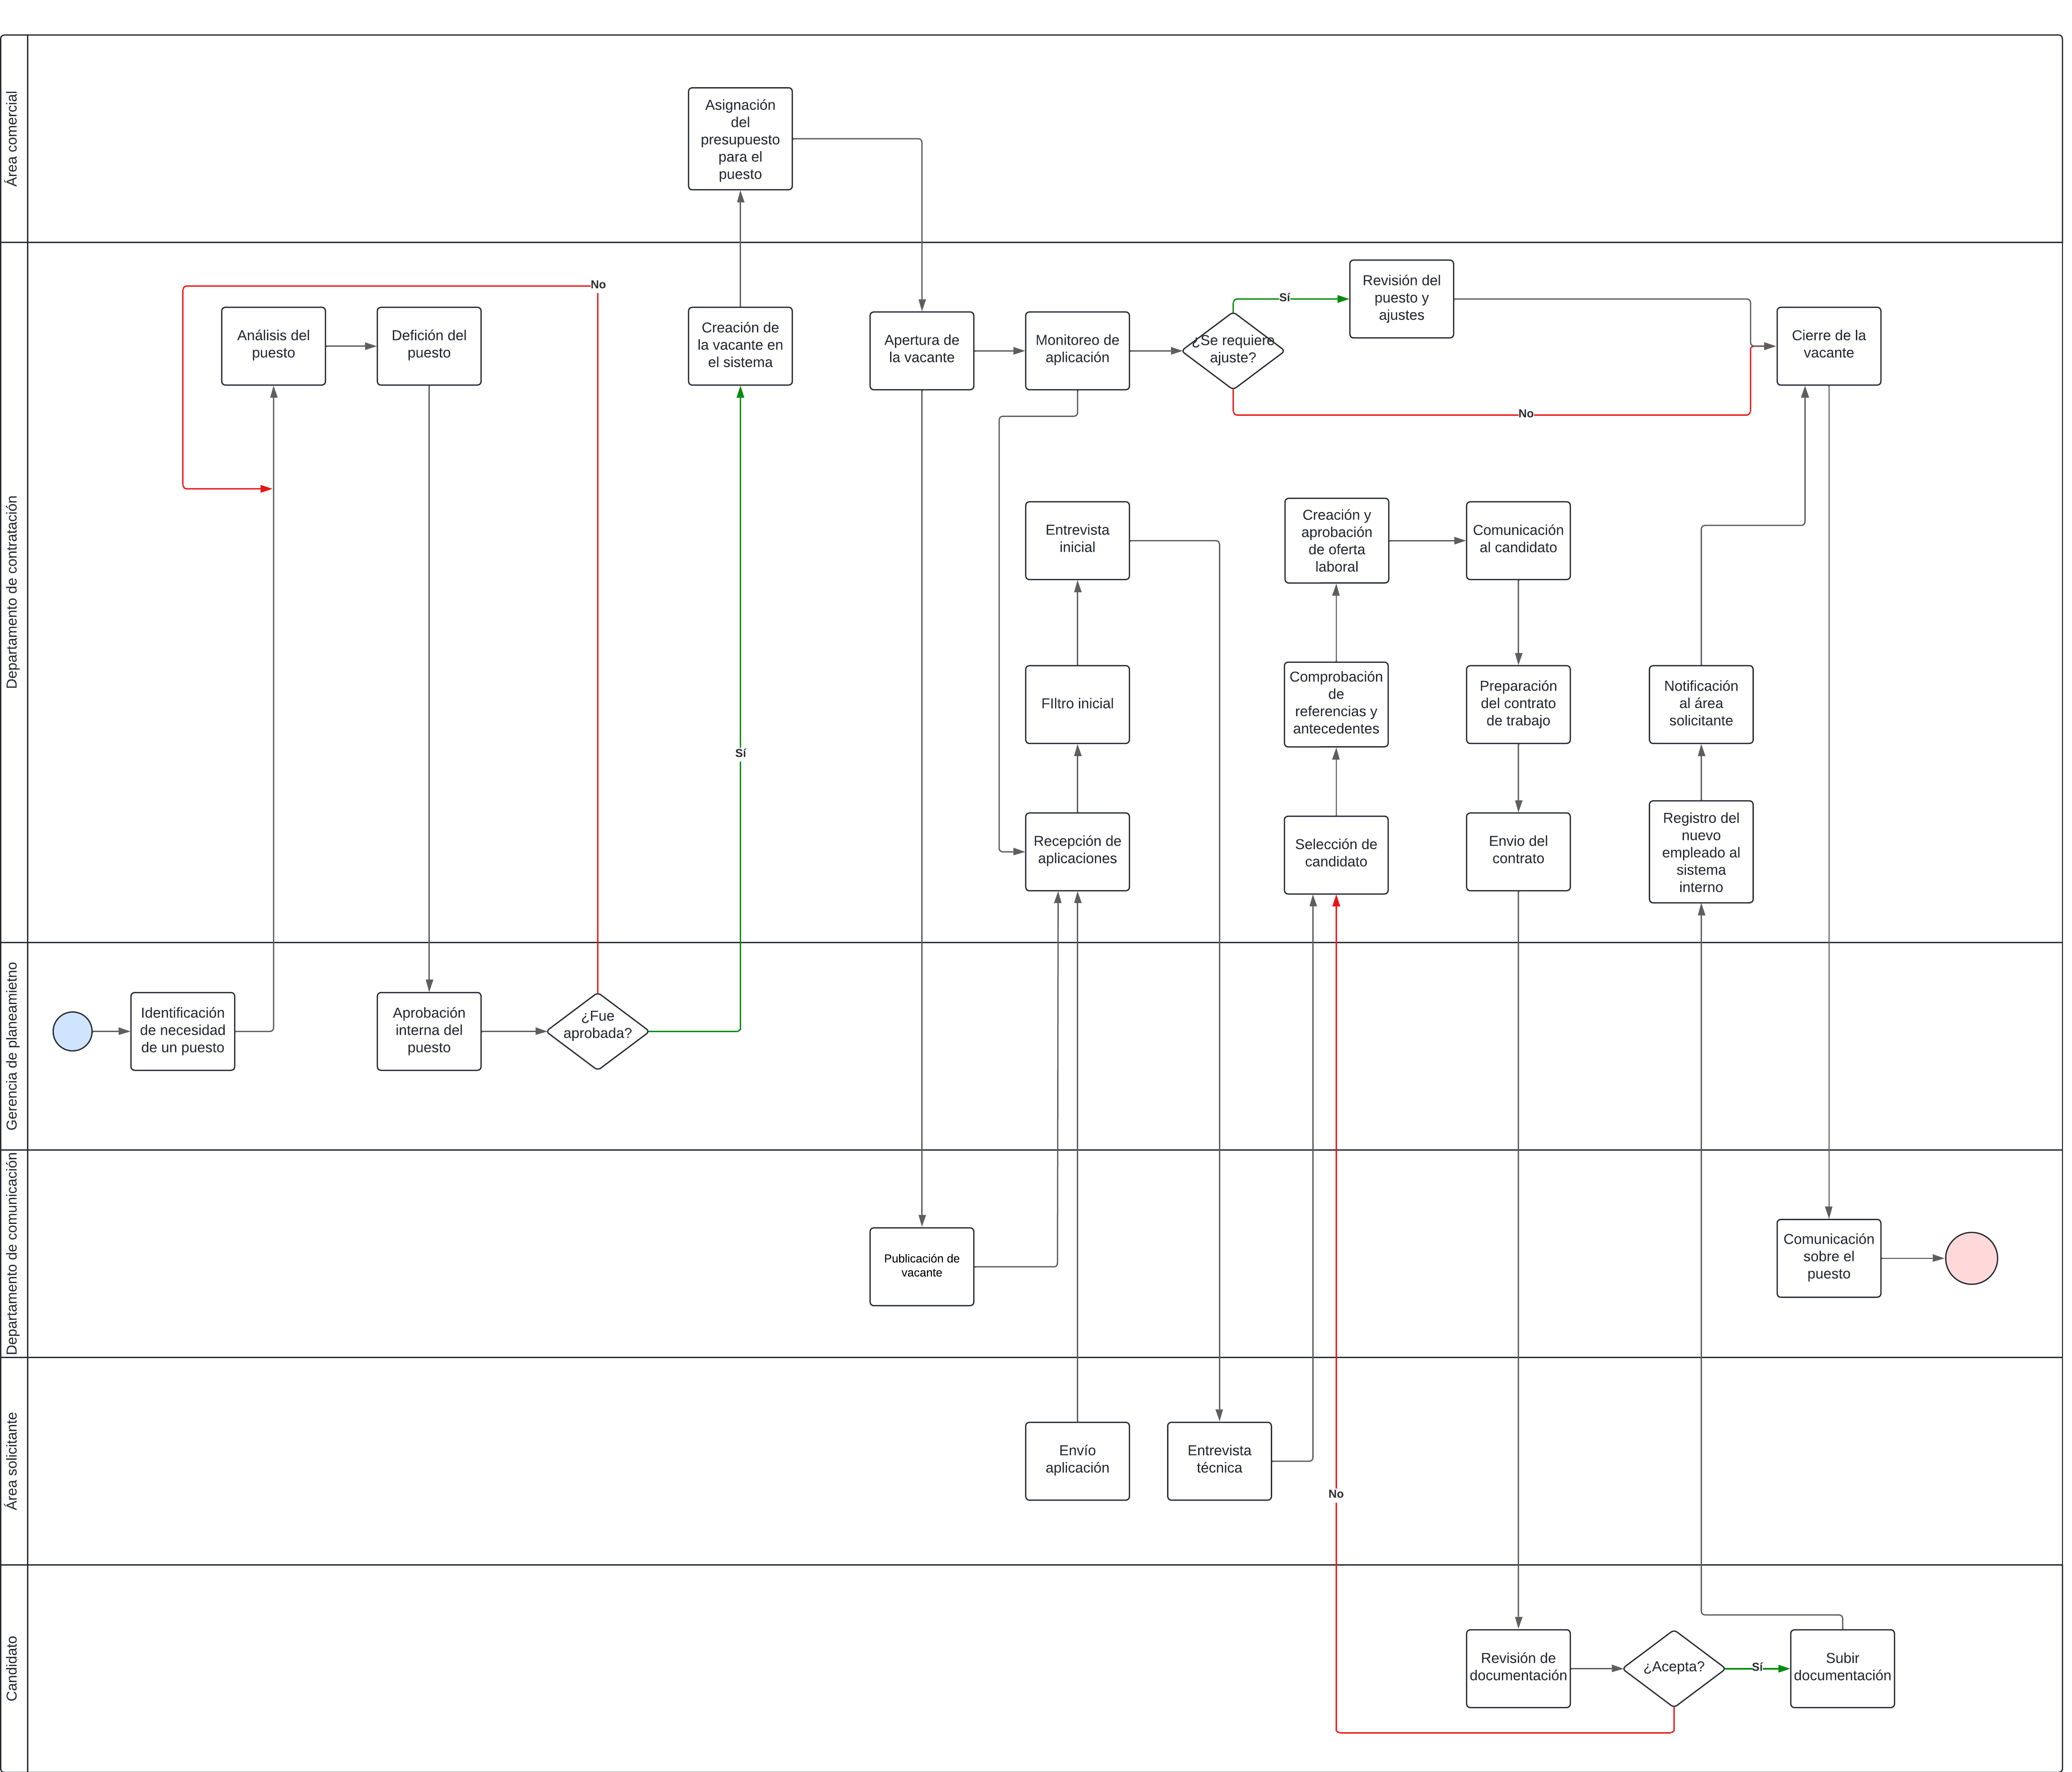 Área comercial
Asignación
del
presupuesto
para el
puesto
Departamento de contratación
No
Análisis del
puesto
Defición del
puesto
Creación de
la vacante en
el sistema
Apertura de
la vacante
Monitoreo de
aplicación
¿Se requiere
ajuste?
Sí
Revisión del
puesto y
ajustes
No
Cierre de la
vacante
Entrevista
inicial
Creación y
aprobación
de oferta
laboral
Comunicación
al candidato
FIltro inicial
Comprobación
de
referencias y
antecedentes
Preparación
del contrato
de trabajo
Notificación
al área
solicitante
Sí
Recepción de
aplicaciones
Selección de
candidato
Envio del
contrato
Registro del
nuevo
empleado al
sistema
interno
Gerencia de planeamietno
Identificación
de necesidad
de un puesto
Aprobación
interna del
puesto
¿Fue
aprobada?
Departamento de comunicación
Publicación de
vacante
Comunicación
sobre el
puesto
Área solicitante
Envío
aplicación
Entrevista
técnica
No
Candidato
Revisión de
documentación
¿Acepta?
Sí
Subir
documentación